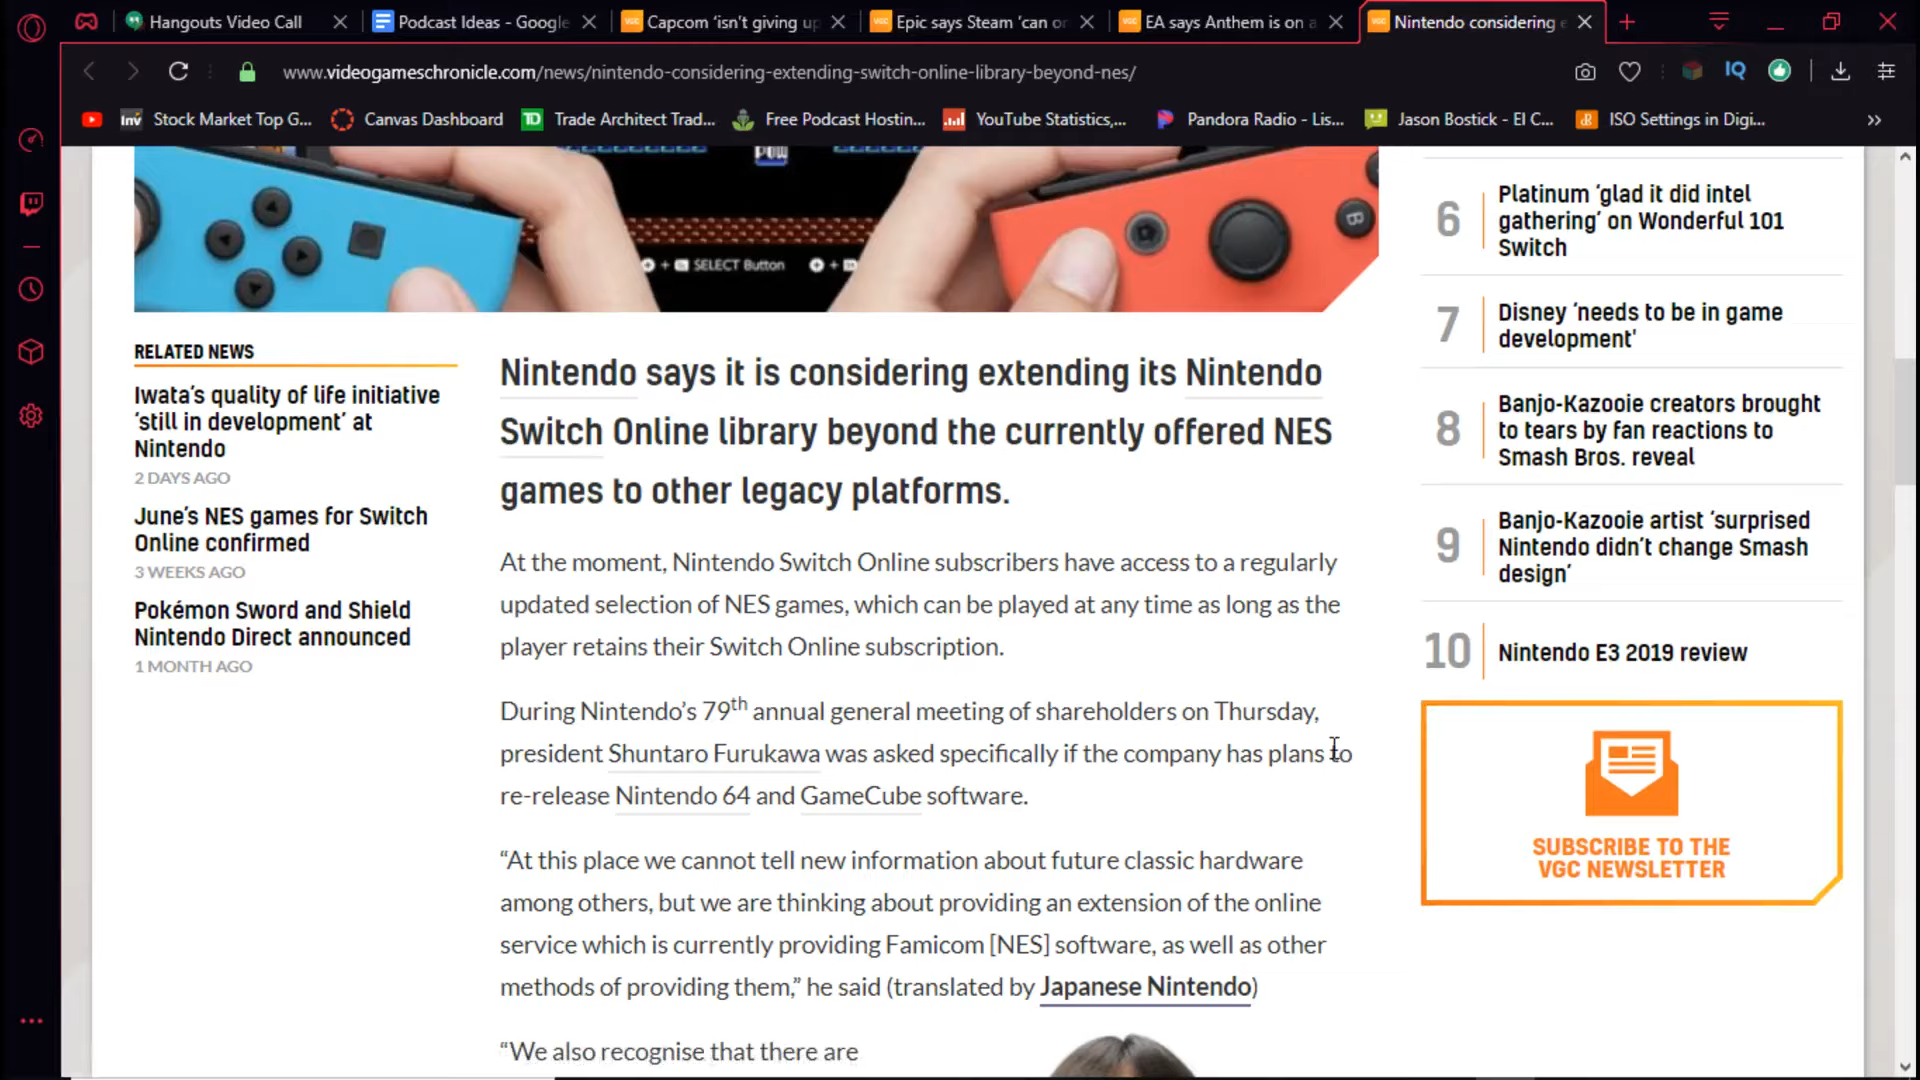 Hangouts Video Call
Podcast Ideas - Google
Capcom ‘isn't giving up
Epic says Steam ‘can on
EA says Anthem is on a
Nintendo considering e
www.videogameschronicle.com/news/nintendo-considering-extending-switch-online-library-beyond-nes/
IQ
Inv Stock Market Top G...
Canvas Dashboard
TD Trade Architect Trad...
Free Podcast Hostin...
YouTube Statistics,...
Pandora Radio - Lis...
Jason Bostick - El C...
ISO Settings in Digi...
»
POW
SELECT Button
B
RELATED NEWS
Iwata’s quality of life initiative
‘still in development’ at
Nintendo
2 DAYS AGO
June’s NES games for Switch
Online confirmed
3 WEEKS AGO
Pokémon Sword and Shield
Nintendo Direct announced
1 MONTH AGO
Nintendo says it is considering extending its Nintendo
Switch Online library beyond the currently offered NES
games to other legacy platforms.
At the moment, Nintendo Switch Online subscribers have access to a regularly
updated selection of NES games, which can be played at any time as long as the
player retains their Switch Online subscription.
During Nintendo’s 79th annual general meeting of shareholders on Thursday,
president Shuntaro Furukawa was asked specifically if the company has plans to
re-release Nintendo 64 and GameCube software.
“At this place we cannot tell new information about future classic hardware
among others, but we are thinking about providing an extension of the online
service which is currently providing Famicom [NES] software, as well as other
methods of providing them,” he said (translated by Japanese Nintendo)
“We also recognise that there are
6
Platinum ‘glad it did intel
gathering’ on Wonderful 101
Switch
7
Disney ‘needs to be in game
development'
8
Banjo-Kazooie creators brought
to tears by fan reactions to
Smash Bros. reveal
9
Banjo-Kazooie artist ‘surprised
Nintendo didn’t change Smash
design’
10
Nintendo E3 2019 review
SUBSCRIBE TO THE
VGC NEWSLETTER